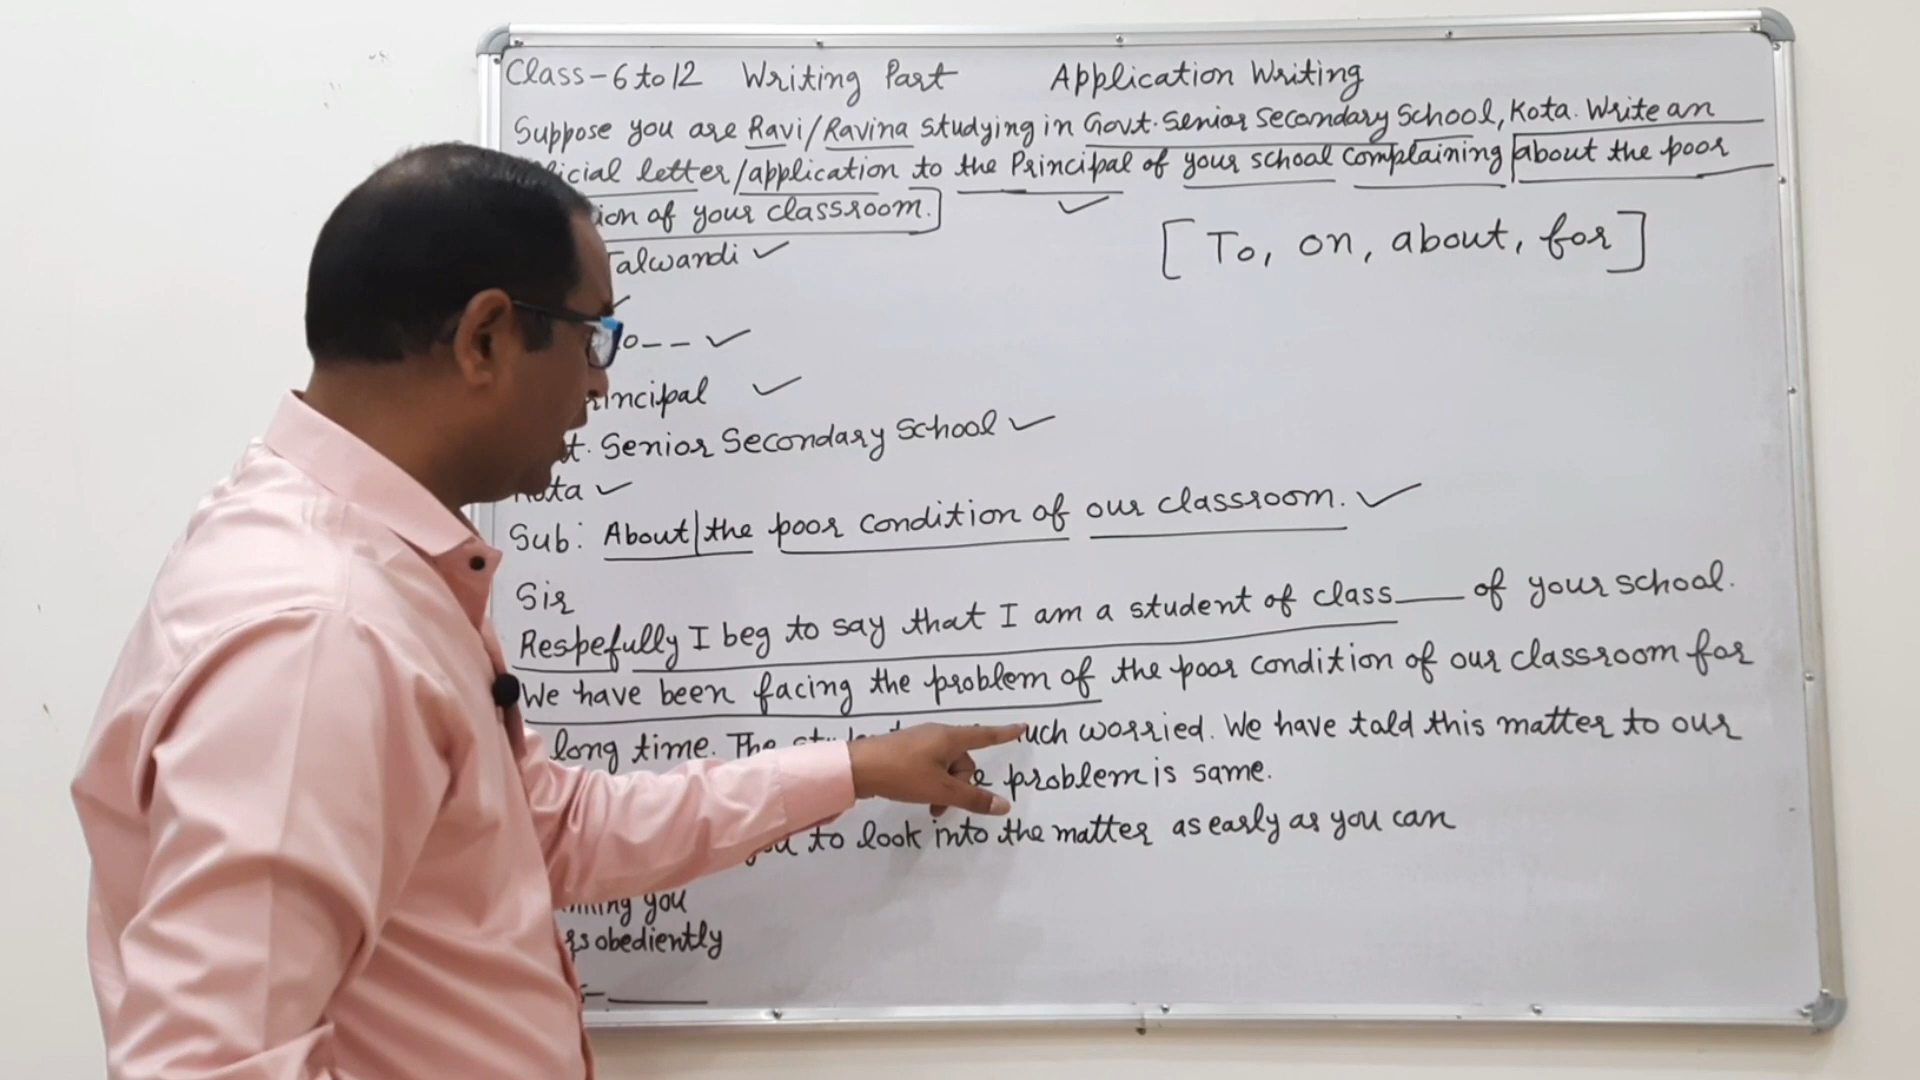 Class-6 to 12 Writing Part Application Writing
Suppose you are Ravi/Ravina studying in Govt. Senior Secondary School, Kota. Write an
letter/application to the Principal of your school complaining about the poor
of your classroom.
[To, on, about, for]
Talwandi
Principal
Senior Secondary School
Kota
Sub: About the poor condition of our classroom.
Sir
Respefully I beg to say that I am a student of class___ of your school.
We have been facing the problem of the poor condition of our classroom for
long time. The much worried. We have told this matter to our
problem is same.
to look into the matter as early as you can
you
obediently